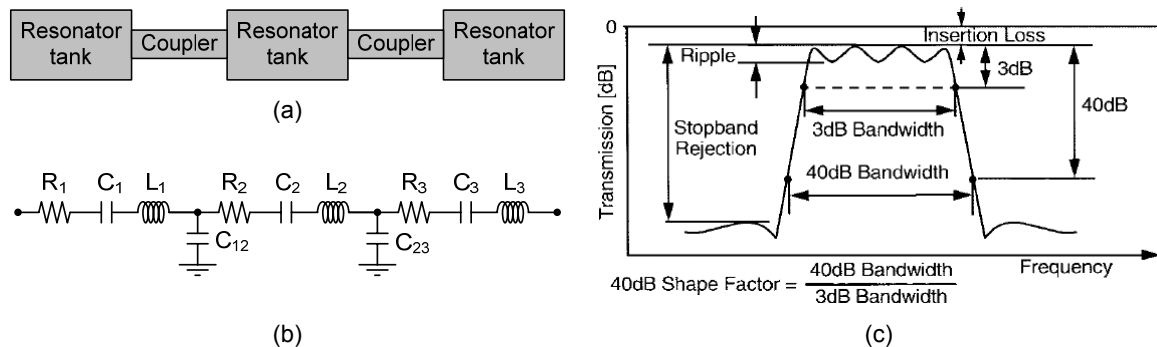 (a)
Resonator
tank
Coupler
Resonator
tank
Coupler
Resonator
tank
(b)
R1 C1 L1 R2 C2 L2 R3 C3 L3
C12 C23
(c)
0
Transmission [dB]
Insertion Loss
Ripple
3dB
40dB
Stopband
Rejection
3dB Bandwidth
40dB Bandwidth
Frequency
40dB Shape Factor = 40dB Bandwidth
3dB Bandwidth